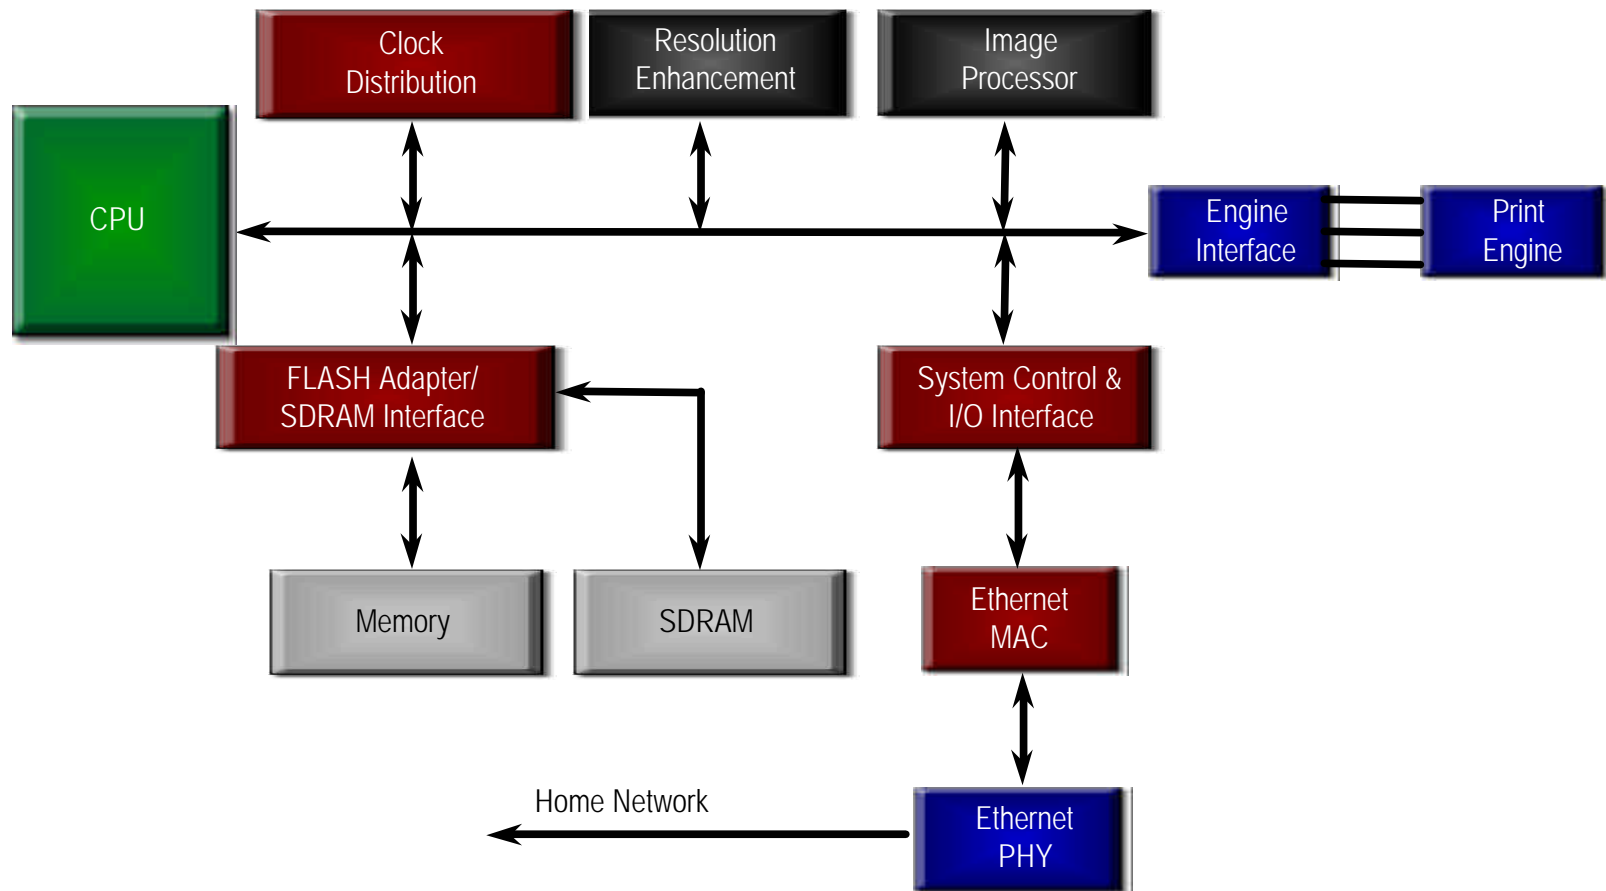 Clock
Distribution
Resolution
Enhancement
Image
Processor
CPU
Engine
Interface
Print
Engine
FLASH Adapter/
SDRAM Interface
System Control &
I/O Interface
Memory
SDRAM
Ethernet
MAC
Home Network
Ethernet
PHY